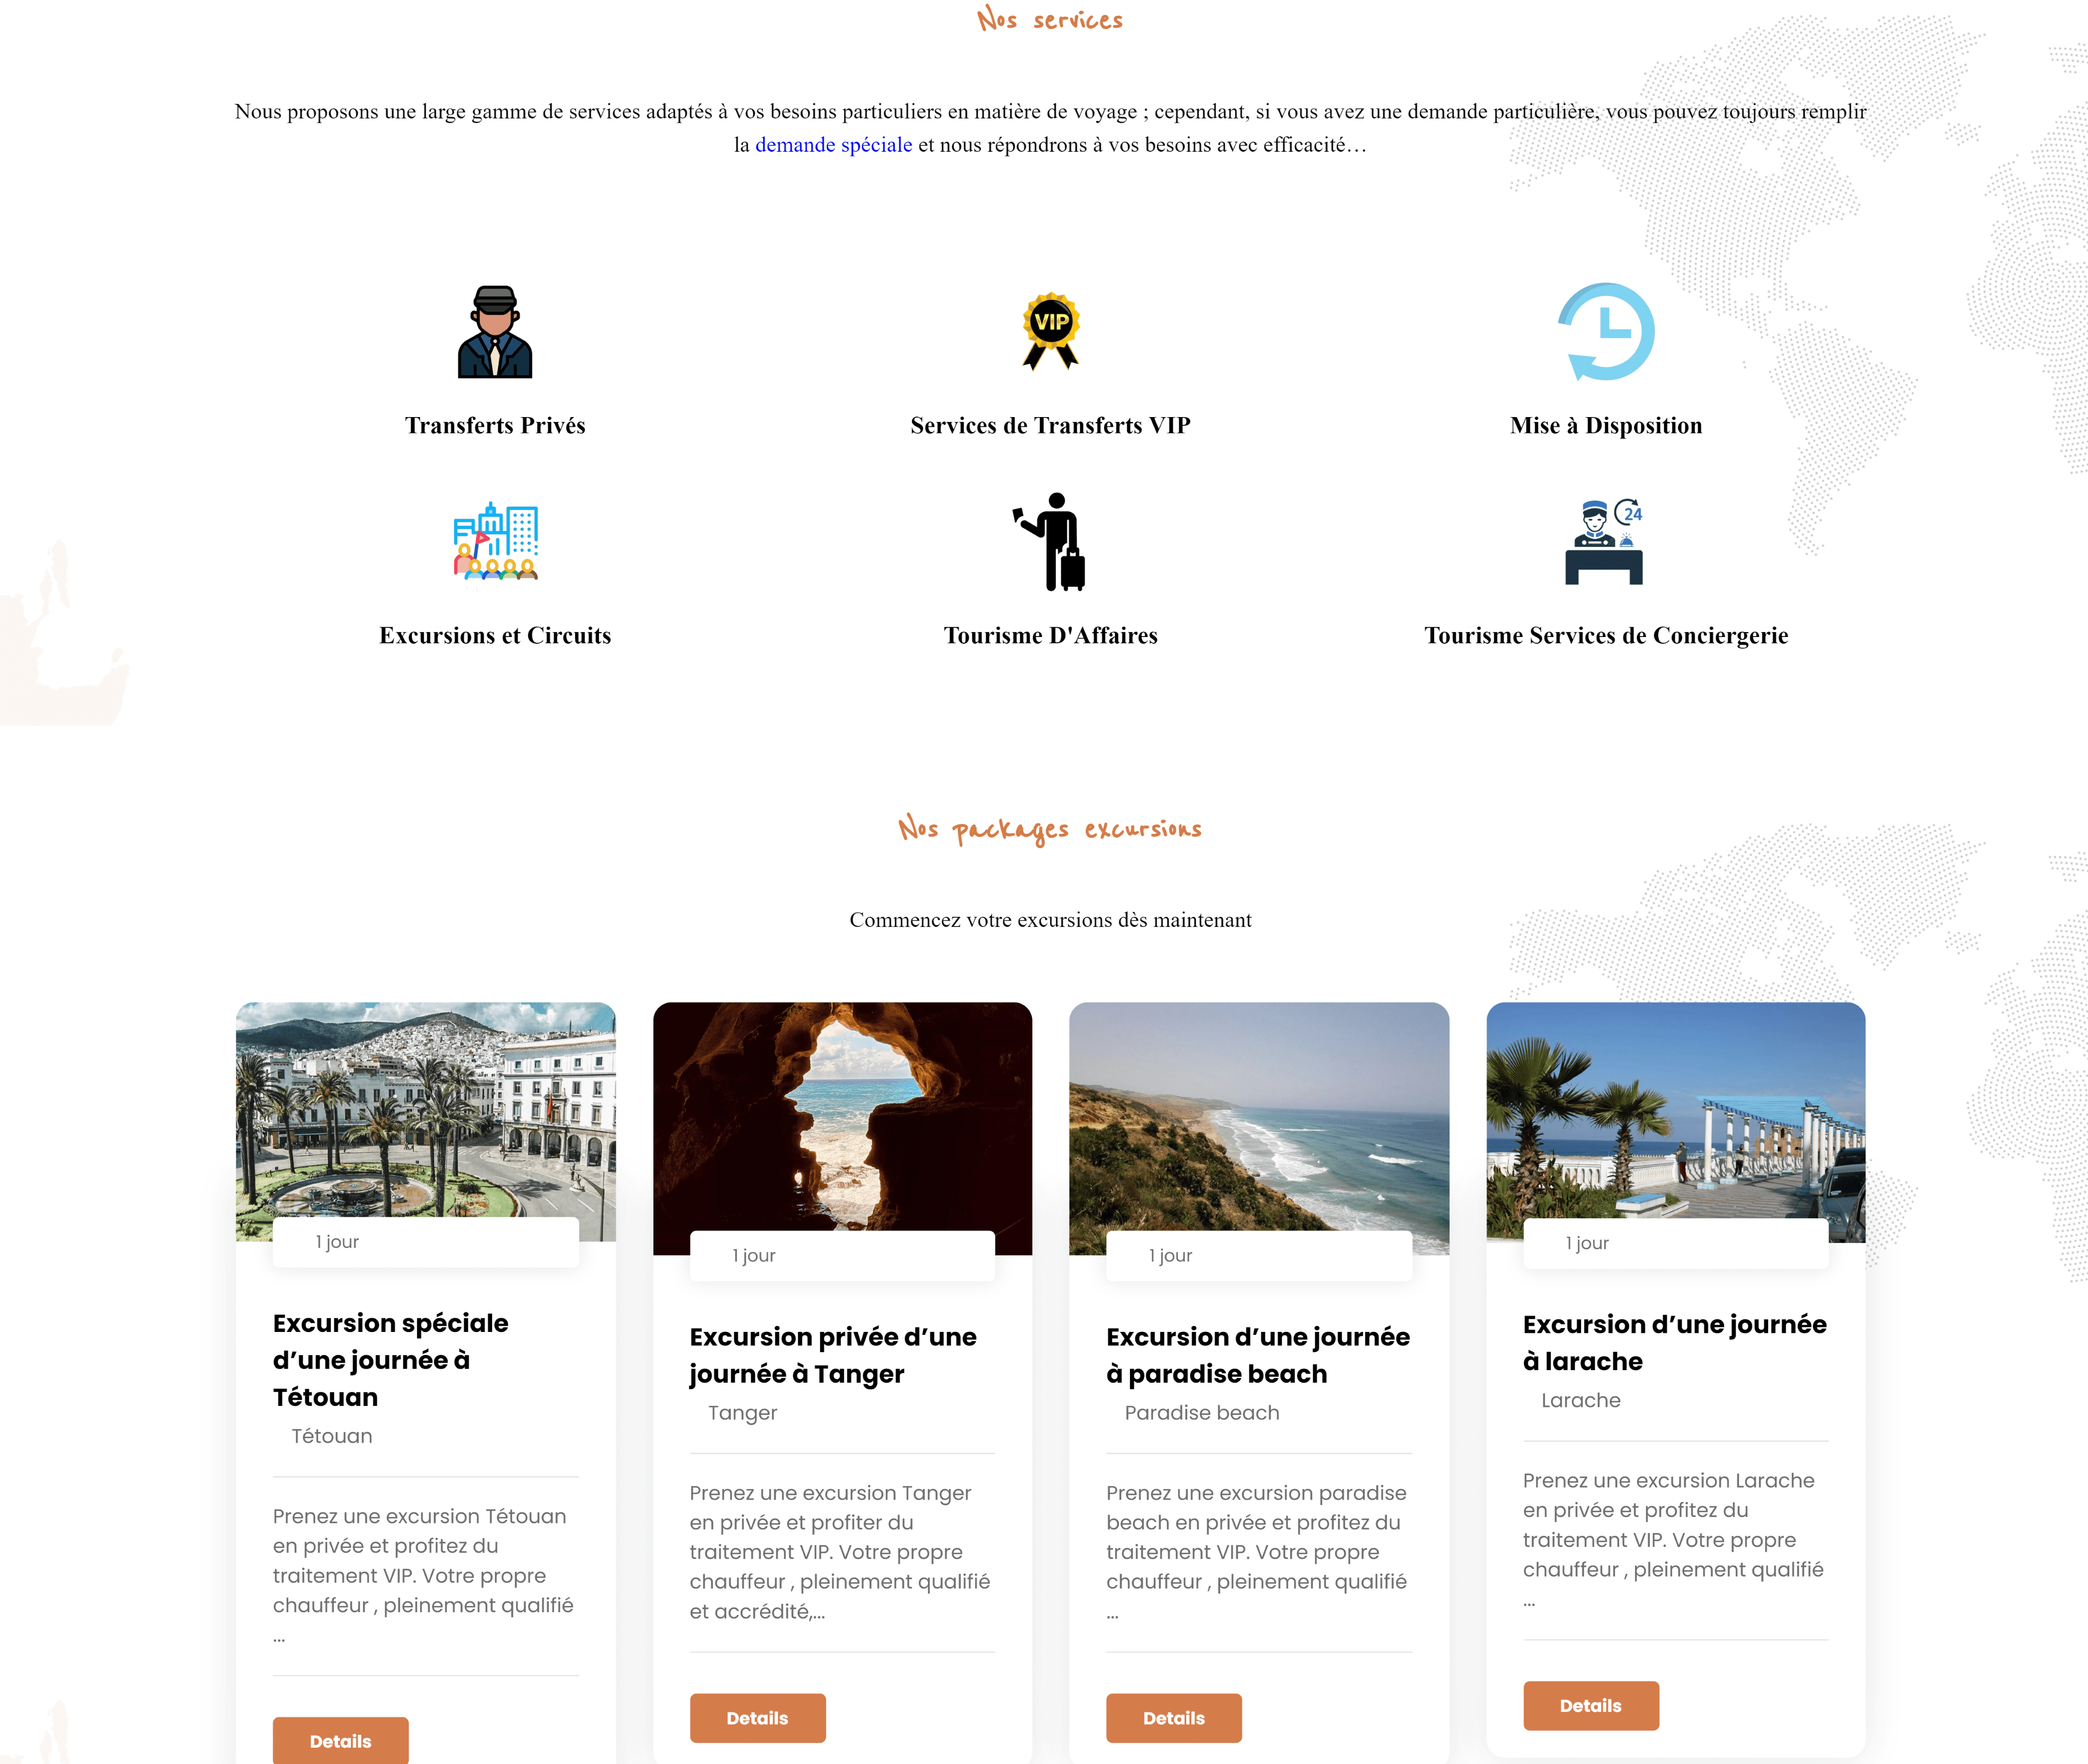 Nos services
Nous proposons une large gamme de services adaptés à vos besoins particuliers en matière de voyage ; cependant, si vous avez une demande particulière, vous pouvez toujours remplir
la demande spéciale et nous répondrons à vos besoins avec efficacité…
VIP
Transferts Privés
Services de Transferts VIP
Mise à Disposition
24
Excursions et Circuits
Tourisme D'Affaires
Tourisme Services de Conciergerie
Nos packages excursions
Commencez votre excursions dès maintenant
1 jour
Excursion spéciale
d’une journée à
Tétouan
Tétouan
Prenez une excursion Tétouan
en privée et profitez du
traitement VIP. Votre propre
chauffeur , pleinement qualifié
...
Details
1 jour
Excursion privée d’une
journée à Tanger
Tanger
Prenez une excursion Tanger
en privée et profiter du
traitement VIP. Votre propre
chauffeur , pleinement qualifié
et accrédité,...
Details
1 jour
Excursion d’une journée
à paradise beach
Paradise beach
Prenez une excursion paradise
beach en privée et profitez du
traitement VIP. Votre propre
chauffeur , pleinement qualifié
...
Details
1 jour
Excursion d’une journée
à larache
Larache
Prenez une excursion Larache
en privée et profitez du
traitement VIP. Votre propre
chauffeur , pleinement qualifié
...
Details